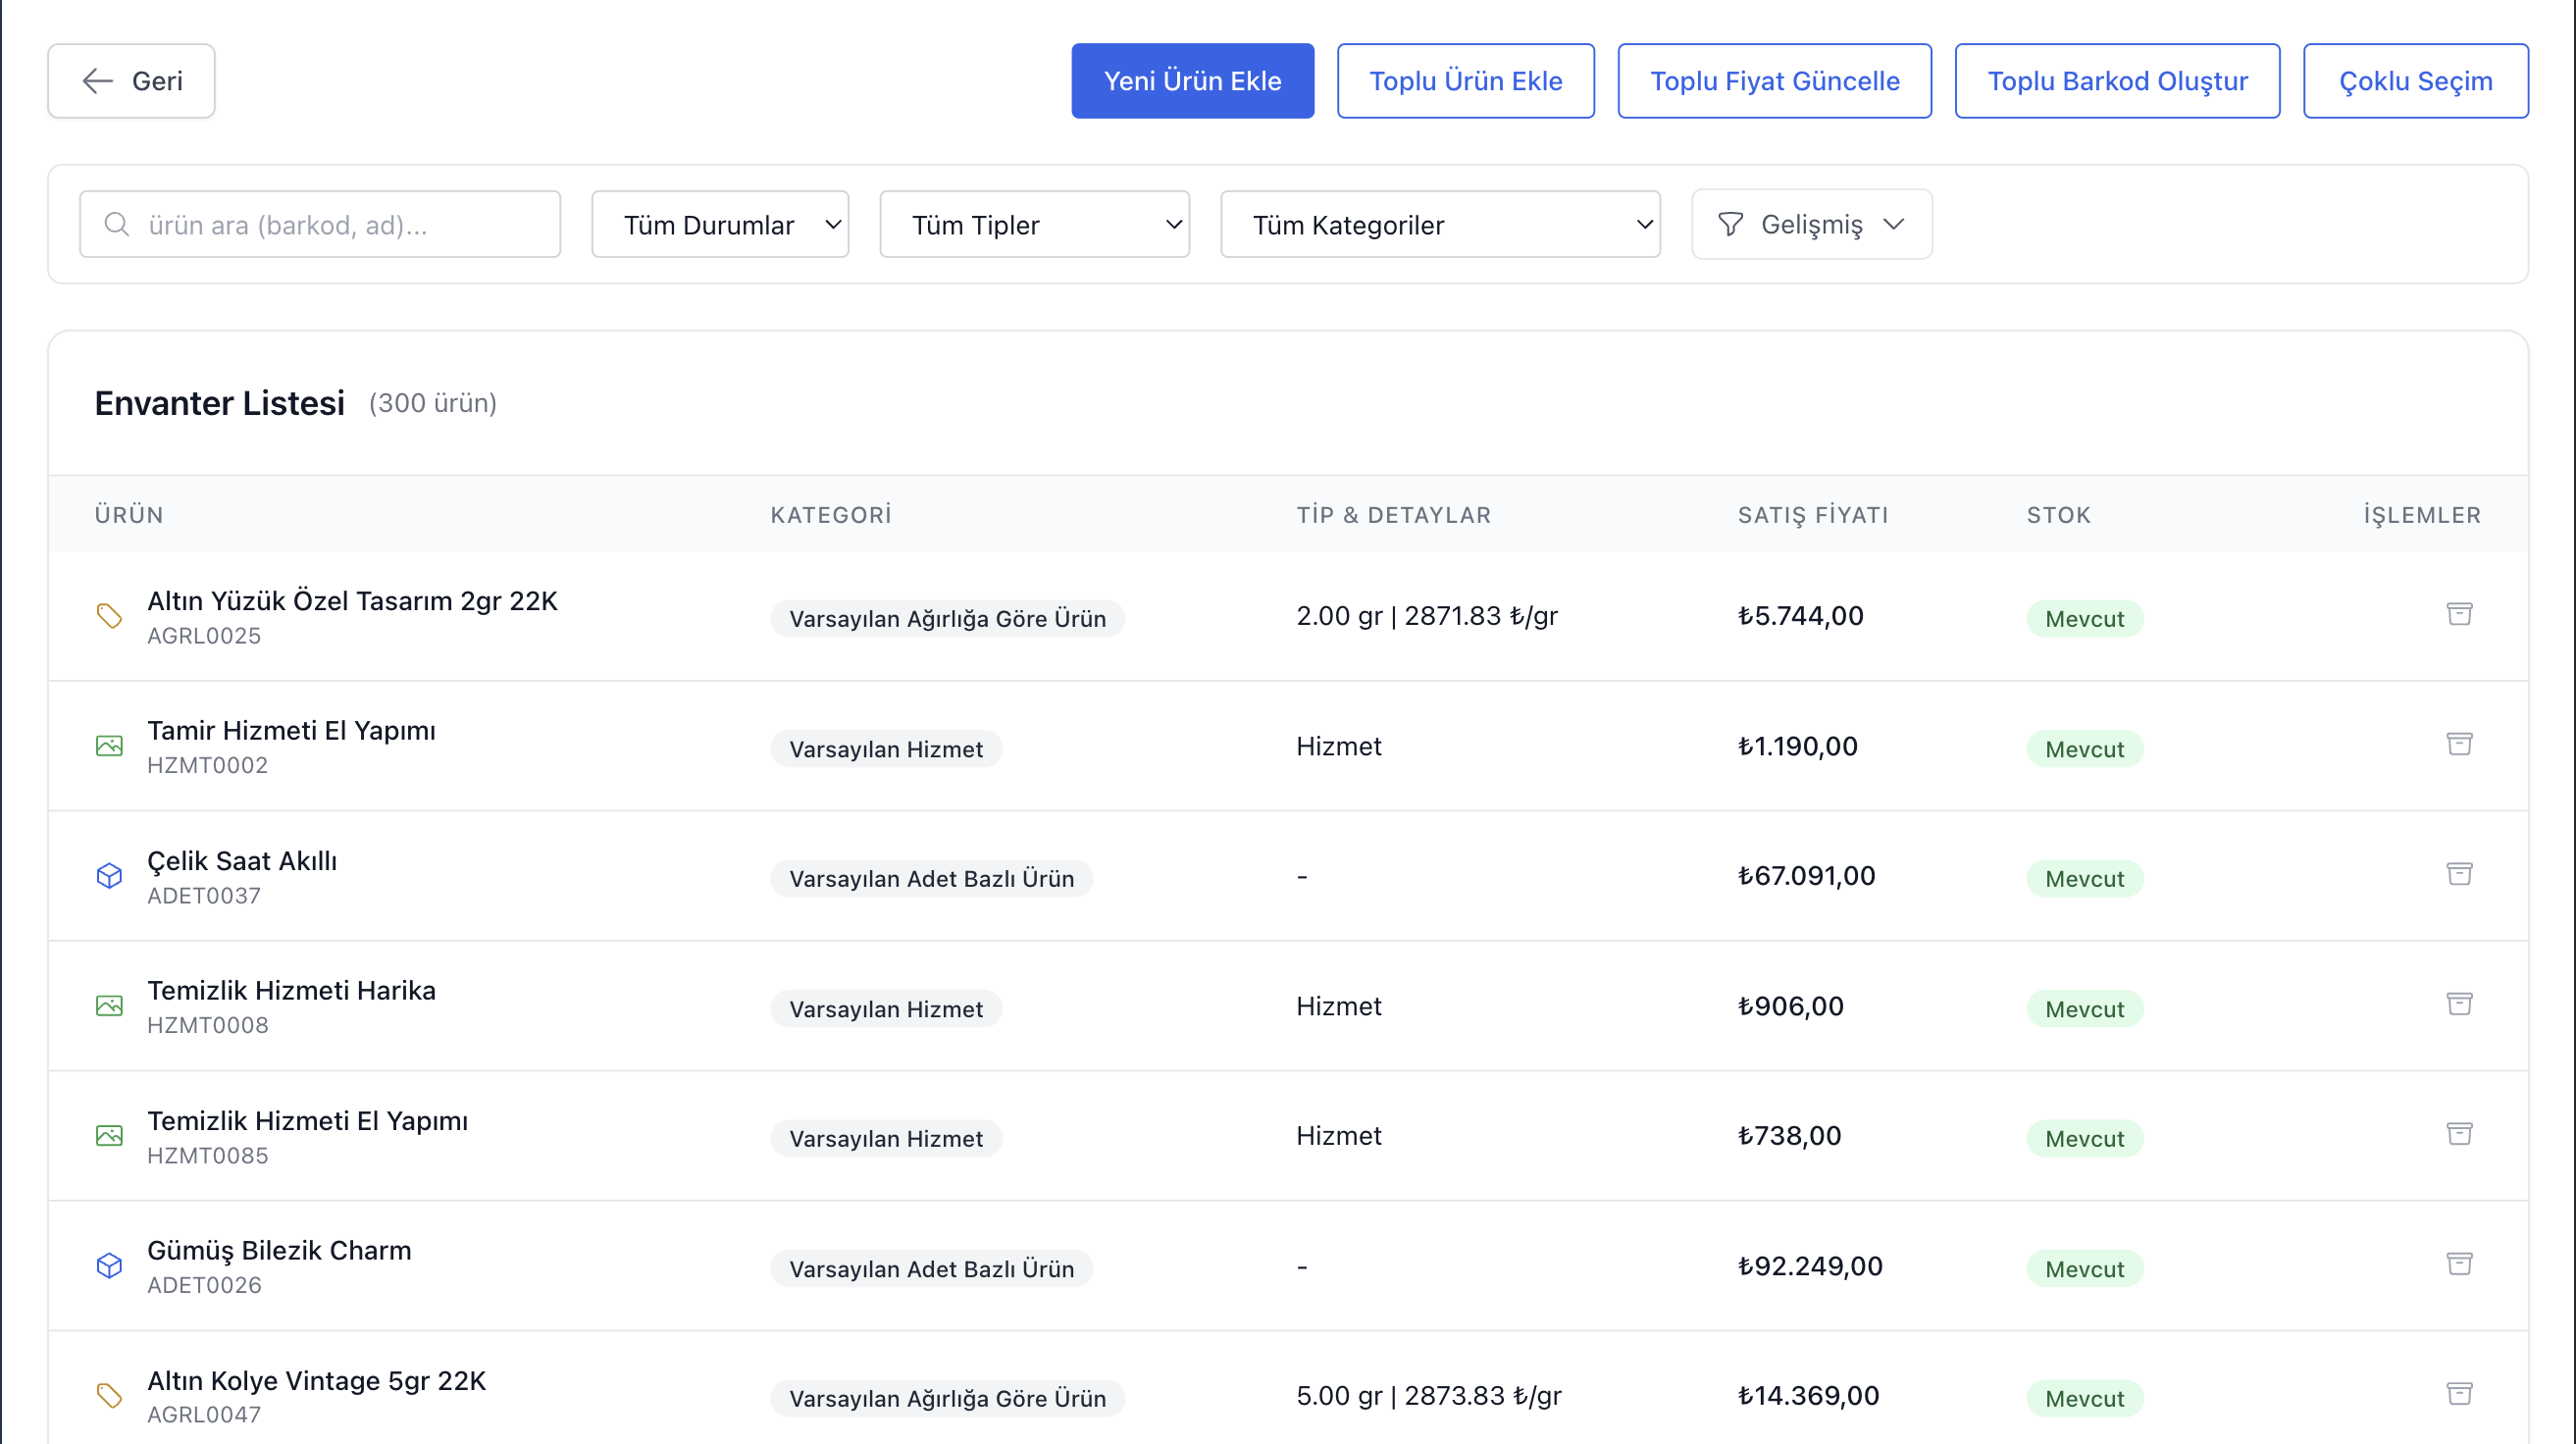 Geri
Yeni Ürün Ekle
Toplu Ürün Ekle
Toplu Fiyat Güncelle
Toplu Barkod Oluştur
Çoklu Seçim
ürün ara (barkod, ad)...
Tüm Durumlar
Tüm Tipler
Tüm Kategoriler
Gelişmiş
Envanter Listesi (300 ürün)
ÜRÜN KATEGORİ TİP & DETAYLAR SATIŞ FİYATI STOK İŞLEMLER
Altın Yüzük Özel Tasarım 2gr 22K
AGRL0025
Varsayılan Ağırlığa Göre Ürün
2.00 gr | 2871.83 ₺/gr
₺5.744,00
Mevcut
Tamir Hizmeti El Yapımı
HZMT0002
Varsayılan Hizmet
Hizmet
₺1.190,00
Mevcut
Çelik Saat Akıllı
ADET0037
Varsayılan Adet Bazlı Ürün
-
₺67.091,00
Mevcut
Temizlik Hizmeti Harika
HZMT0008
Varsayılan Hizmet
Hizmet
₺906,00
Mevcut
Temizlik Hizmeti El Yapımı
HZMT0085
Varsayılan Hizmet
Hizmet
₺738,00
Mevcut
Gümüş Bilezik Charm
ADET0026
Varsayılan Adet Bazlı Ürün
-
₺92.249,00
Mevcut
Altın Kolye Vintage 5gr 22K
AGRL0047
Varsayılan Ağırlığa Göre Ürün
5.00 gr | 2873.83 ₺/gr
₺14.369,00
Mevcut